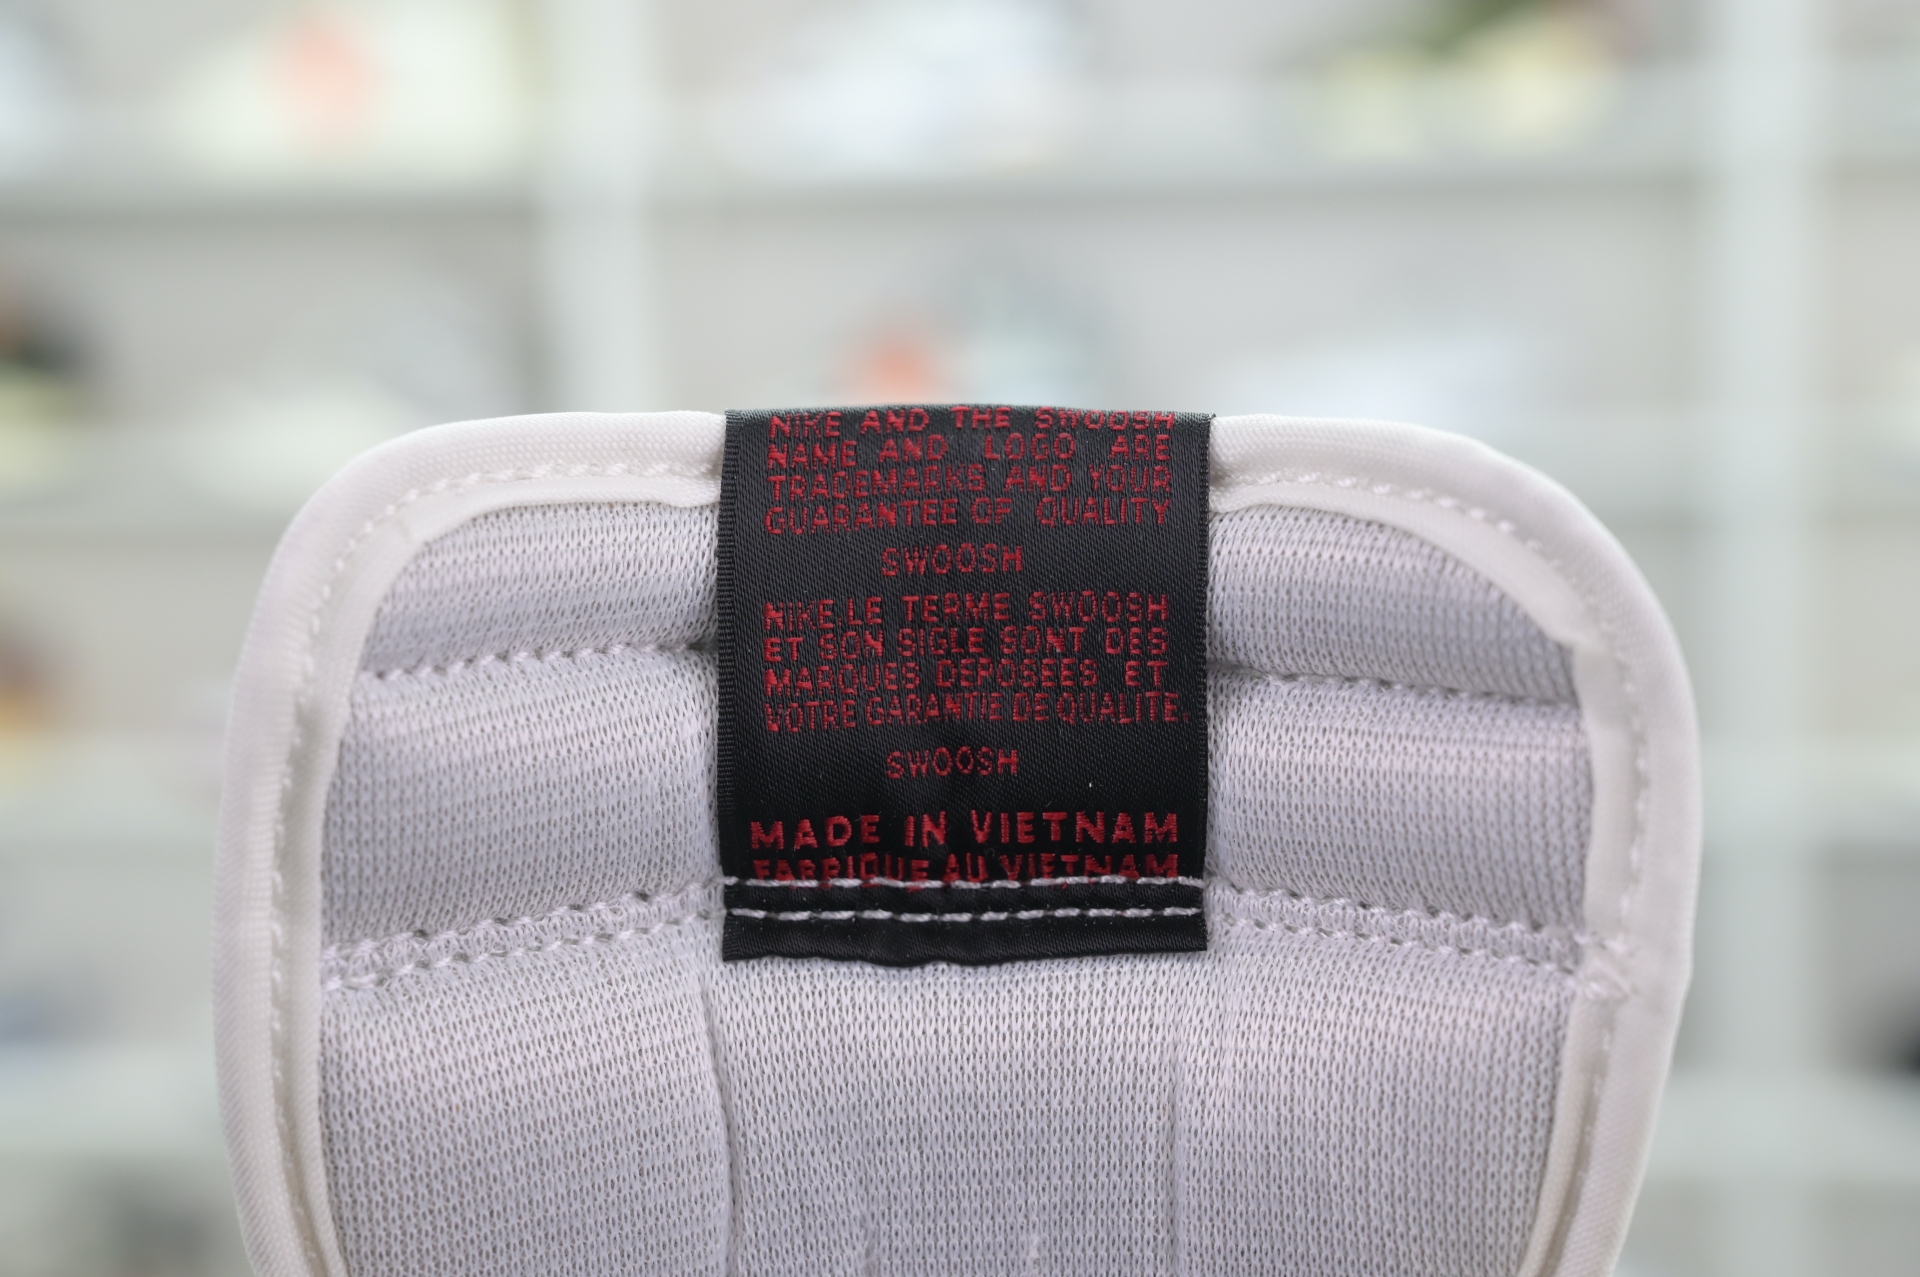 NIKE AND THE SWOOSH
NAME AND LOGO ARE
TRADEMARKS AND YOUR
GUARANTEE OF QUALITY
SWOOSH
NIKE.LE TERME SWOOSH
ET SON SIGLE SONT DES
MARQUES DEPOSEES ET
VOTRE GARANTIE DE QUALITE.
SWOOSH
MADE IN VIETNAM
FABRIQUE AU VIETNAM